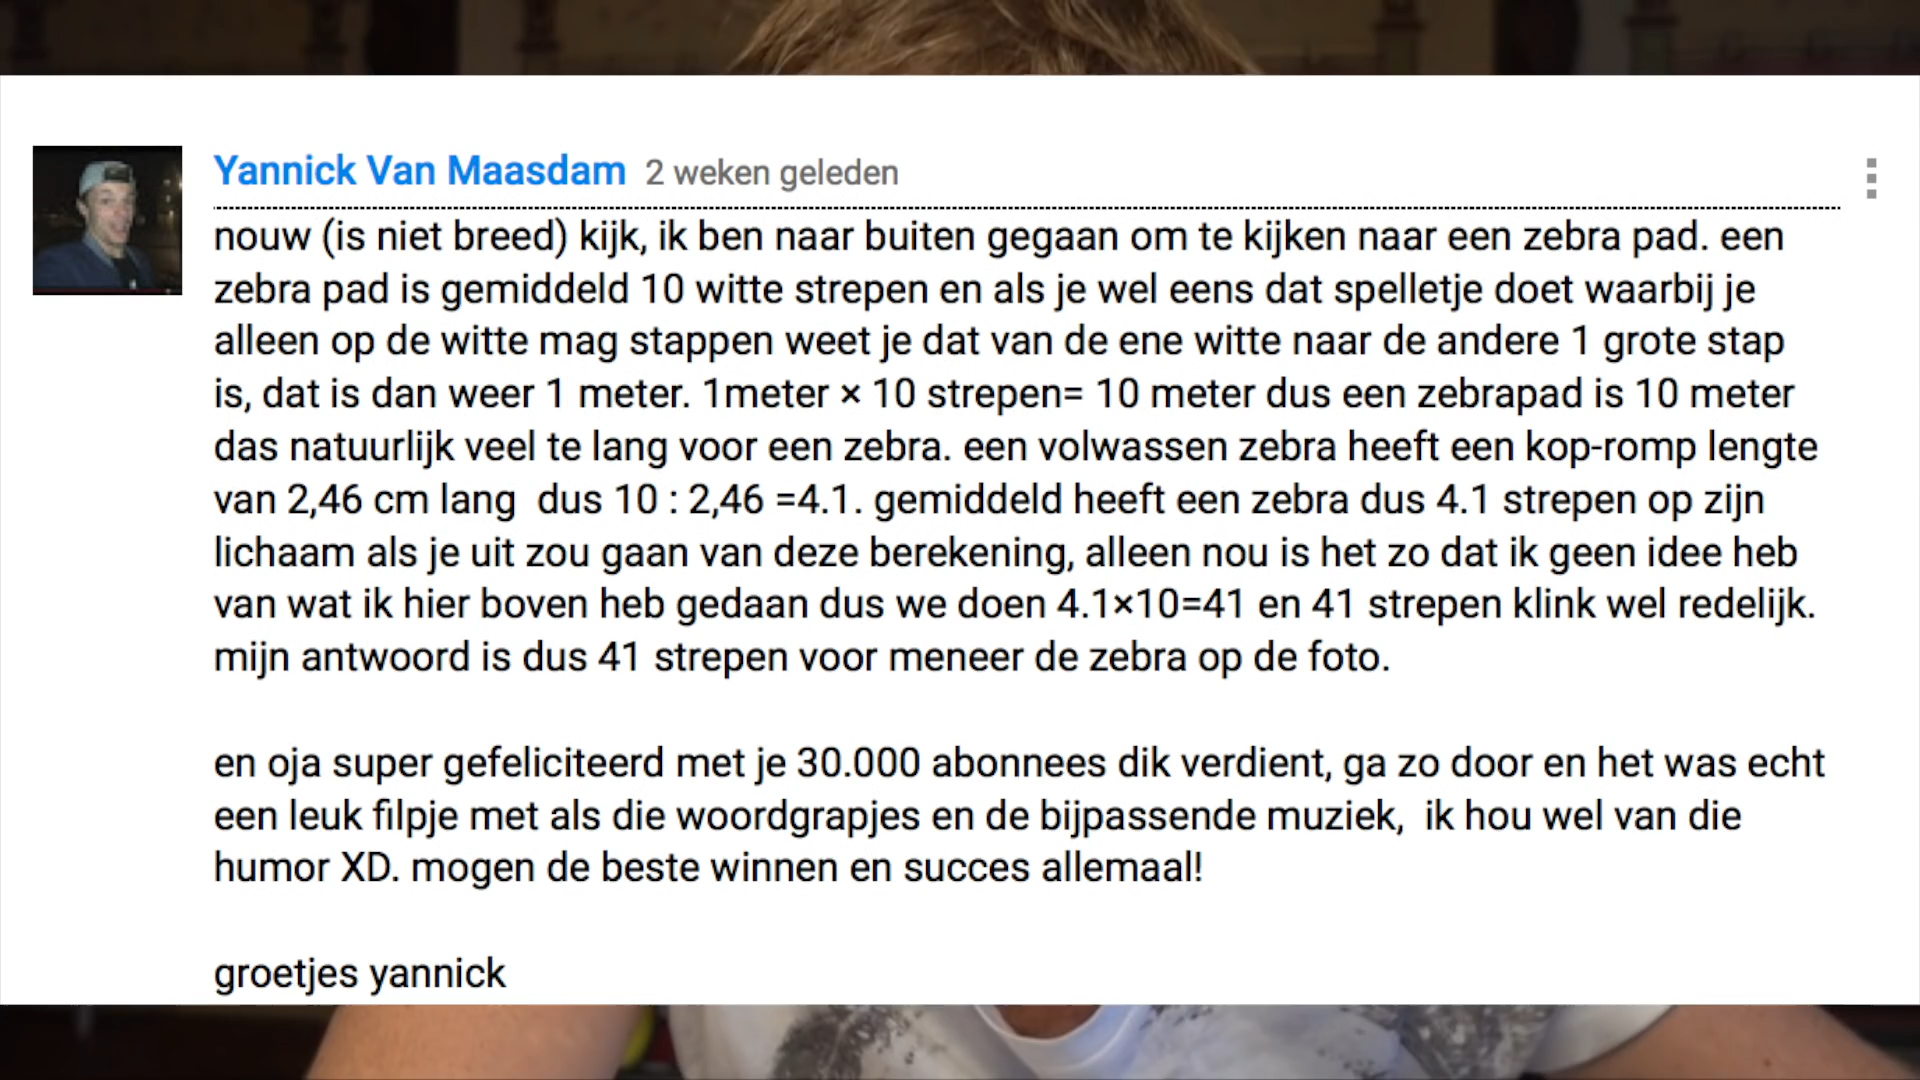 Yannick Van Maasdam 2 weken geleden
nouw (is niet breed) kijk, ik ben naar buiten gegaan om te kijken naar een zebra pad. een
zebra pad is gemiddeld 10 witte strepen en als je wel eens dat spelletje doet waarbij je
alleen op de witte mag stappen weet je dat van de ene witte naar de andere 1 grote stap
is, dat is dan weer 1 meter. 1meter × 10 strepen= 10 meter dus een zebrapad is 10 meter
das natuurlijk veel te lang voor een zebra. een volwassen zebra heeft een kop-romp lengte
van 2,46 cm lang  dus 10 : 2,46 =4.1. gemiddeld heeft een zebra dus 4.1 strepen op zijn
lichaam als je uit zou gaan van deze berekening, alleen nou is het zo dat ik geen idee heb
van wat ik hier boven heb gedaan dus we doen 4.1×10=41 en 41 strepen klink wel redelijk.
mijn antwoord is dus 41 strepen voor meneer de zebra op de foto.
en oja super gefeliciteerd met je 30.000 abonnees dik verdient, ga zo door en het was echt
een leuk filpje met als die woordgrapjes en de bijpassende muziek,  ik hou wel van die
humor XD. mogen de beste winnen en succes allemaal!
groetjes yannick